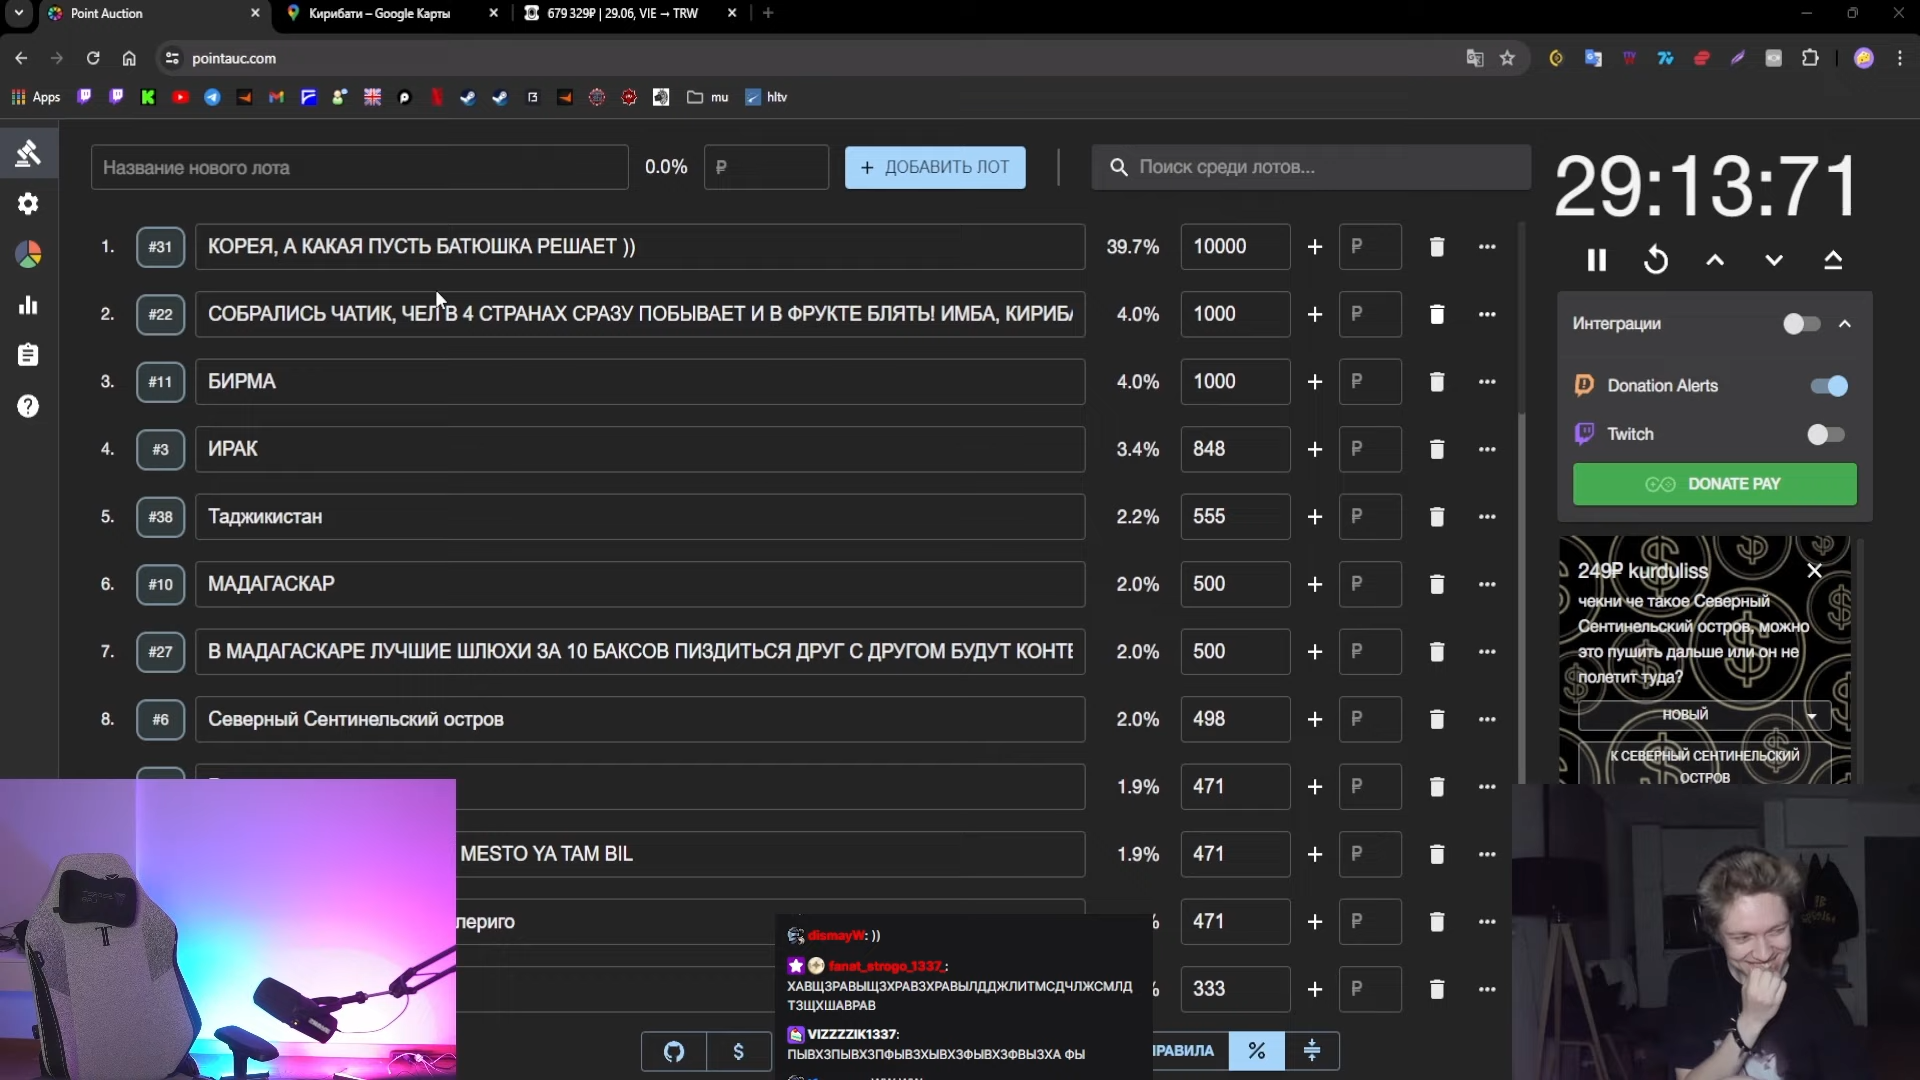 Point Auction
Кирибати – Google Карты
679 329₽ | 29.06, VIE → TRW
pointauc.com
Apps
mu
hltv
Название нового лота
0.0%
₽
+ ДОБАВИТЬ ЛОТ
Поиск среди лотов...
29:13:71
1. #31 КОРЕЯ, А КАКАЯ ПУСТЬ БАТЮШКА РЕШАЕТ )) 39.7% 10000 + ₽
2. #22 СОБРАЛИСЬ ЧАТИК, ЧЕЛ В 4 СТРАНАХ СРАЗУ ПОБЫВАЕТ И В ФРУКТЕ БЛЯТЬ! ИМБА, КИРИБА 4.0% 1000 + ₽
3. #11 БИРМА 4.0% 1000 + ₽
4. #3 ИРАК 3.4% 848 + ₽
5. #38 Таджикистан 2.2% 555 + ₽
6. #10 МАДАГАСКАР 2.0% 500 + ₽
7. #27 В МАДАГАСКАРЕ ЛУЧШИЕ ШЛЮХИ ЗА 10 БАКСОВ ПИЗДИТЬСЯ ДРУГ С ДРУГОМ БУДУТ КОНТЕ 2.0% 500 + ₽
8. #6 Северный Сентинельский остров 2.0% 498 + ₽
1.9% 471 + ₽
MESTO YA TAM BIL 1.9% 471 + ₽
лериго % 471 + ₽
% 333 + ₽
Интеграции
Donation Alerts
Twitch
DONATE PAY
249₽ kurduliss
чекни че такое Северный
Сентинельский остров, можно
это пушить дальше или он не
полетит туда?
НОВЫЙ
К СЕВЕРНЫЙ СЕНТИНЕЛЬСКИЙ
ОСТРОВ
dismayW: ))
fanat_strogo_1337_:
ХАВЩЗРАВЫЩЗХРАВЗХРАВЫЛДДЖЛИТМСДЧЛЖСМЛД
ТЗЩХШАВРАВ
VIZZZZIK1337:
ПЫВХЗПЫВХЗПФЫВЗХЫВХЗФЫВХЗФВЫЗХА ФЫ
$
РАВИЛА
%